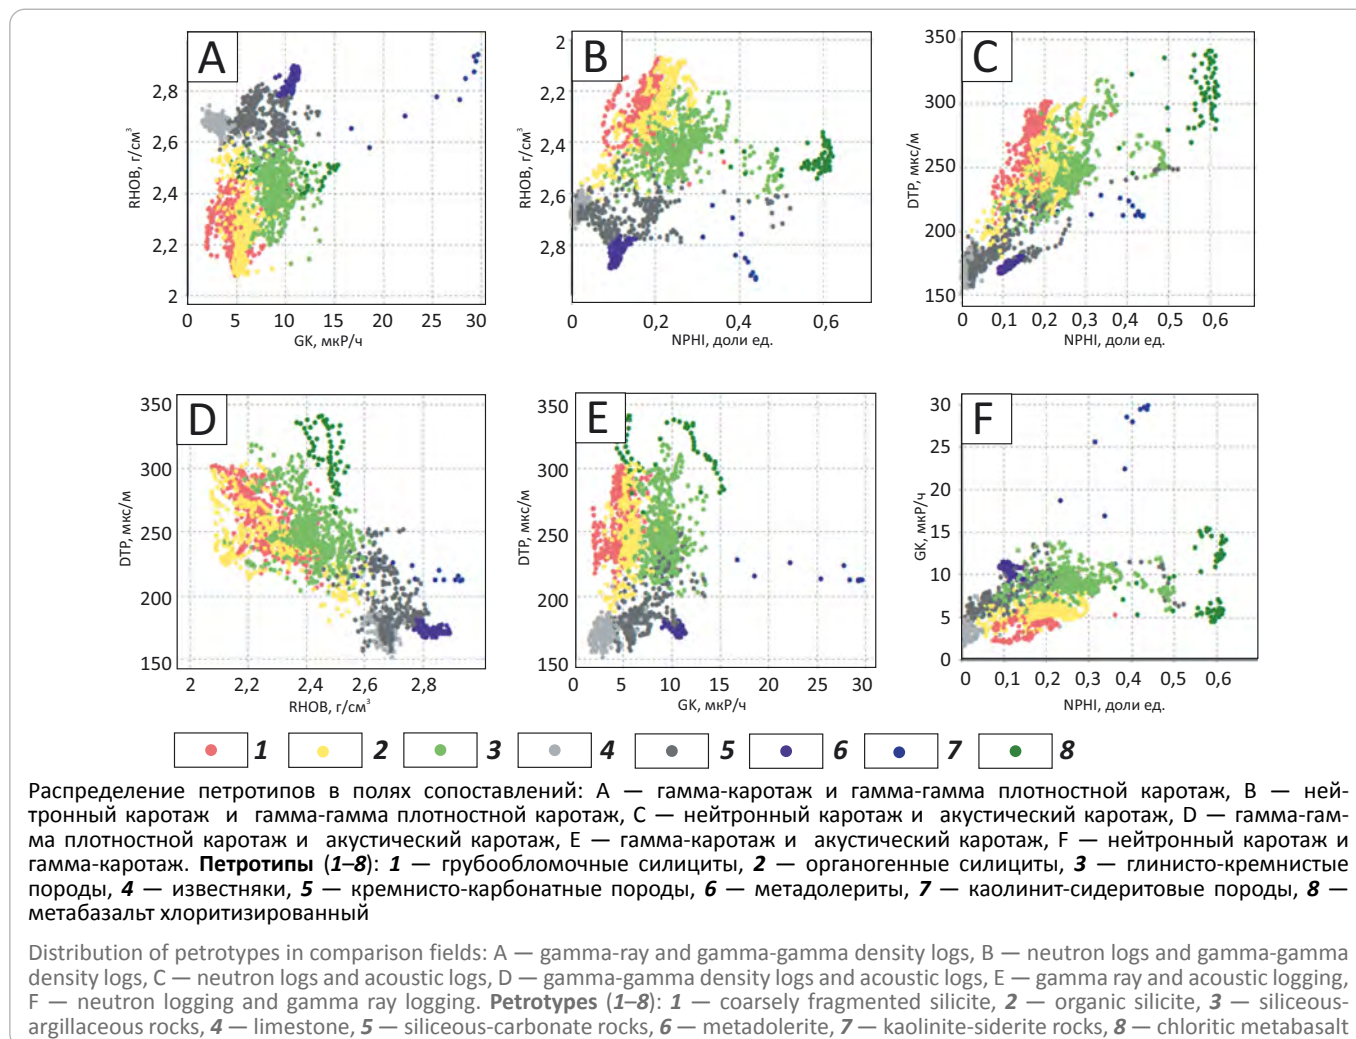 A
RHOB, г/см³
2,8
2,6
2,4
2,2
2
0 5 10 15 20 25 30
GK, мкР/ч
B
RHOB, г/см³
2
2,2
2,4
2,6
2,8
0 0,2 0,4 0,6
NPHI, доли ед.
C
DTP, мкс/м
350
300
250
200
150
0 0,1 0,2 0,3 0,4 0,5 0,6
NPHI, доли ед.
D
DTP, мкс/м
350
300
250
200
150
2 2,2 2,4 2,6 2,8
RHOB, г/см³
E
DTP, мкс/м
350
300
250
200
150
0 5 10 15 20 25 30
GK, мкР/ч
F
GK, мкР/ч
30
25
20
15
10
5
0
0 0,1 0,2 0,3 0,4 0,5 0,6
NPHI, доли ед.
1 2 3 4 5 6 7 8
Распределение петротипов в полях сопоставлений: A — гамма-каротаж и гамма-гамма плотностной каротаж, B — ней-
тронный каротаж и гамма-гамма плотностной каротаж, C — нейтронный каротаж и акустический каротаж, D — гамма-гам-
ма плотностной каротаж и акустический каротаж, E — гамма-каротаж и акустический каротаж, F — нейтронный каротаж и
гамма-каротаж. Петротипы (1–8): 1 — грубообломочные силициты, 2 — органогенные силициты, 3 — глинисто-кремнистые
породы, 4 — известняки, 5 — кремнисто-карбонатные породы, 6 — метадолериты, 7 — каолинит-сидеритовые породы, 8 —
метабазальт хлоритизированный
Distribution of petrotypes in comparison fields: A — gamma-ray and gamma-gamma density logs, B — neutron logs and gamma-gamma
density logs, C — neutron logs and acoustic logs, D — gamma-gamma density logs and acoustic logs, E — gamma ray and acoustic logging,
F — neutron logging and gamma ray logging. Petrotypes (1–8): 1 — coarsely fragmented silicite, 2 — organic silicite, 3 — siliceous-
argillaceous rocks, 4 — limestone, 5 — siliceous-carbonate rocks, 6 — metadolerite, 7 — kaolinite-siderite rocks, 8 — chloritic metabasalt